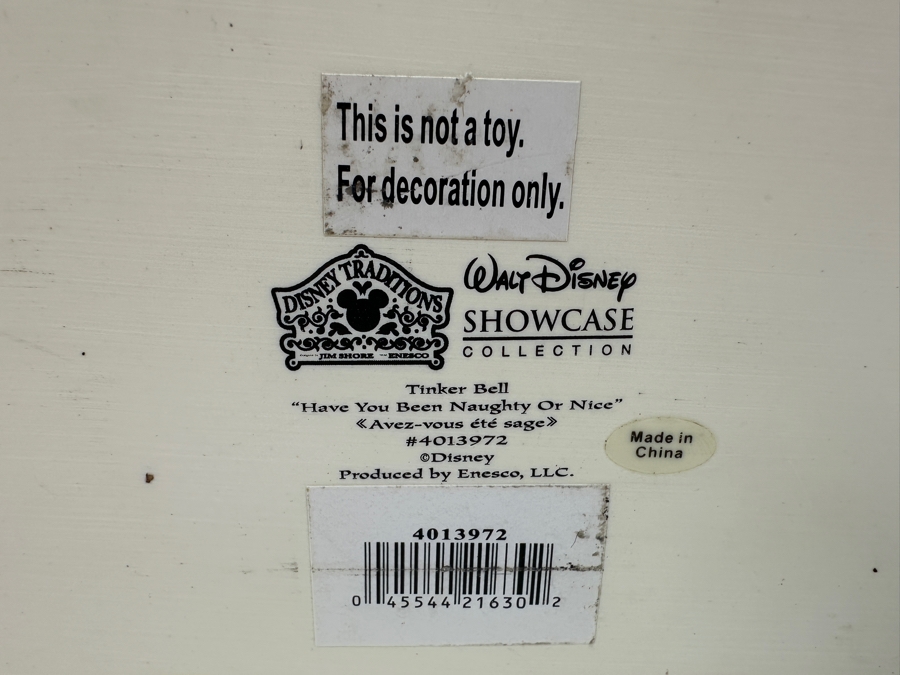 This is not a toy.
For decoration only.
DISNEY TRADITIONS
JIM SHORE ENESCO
WALT DISNEY
SHOWCASE
COLLECTION
Tinker Bell
"Have You Been Naughty Or Nice"
《Avez-vous été sage》
#4013972
©Disney
Produced by Enesco, LLC.
Made in
China
4013972
0 45544 21630 2